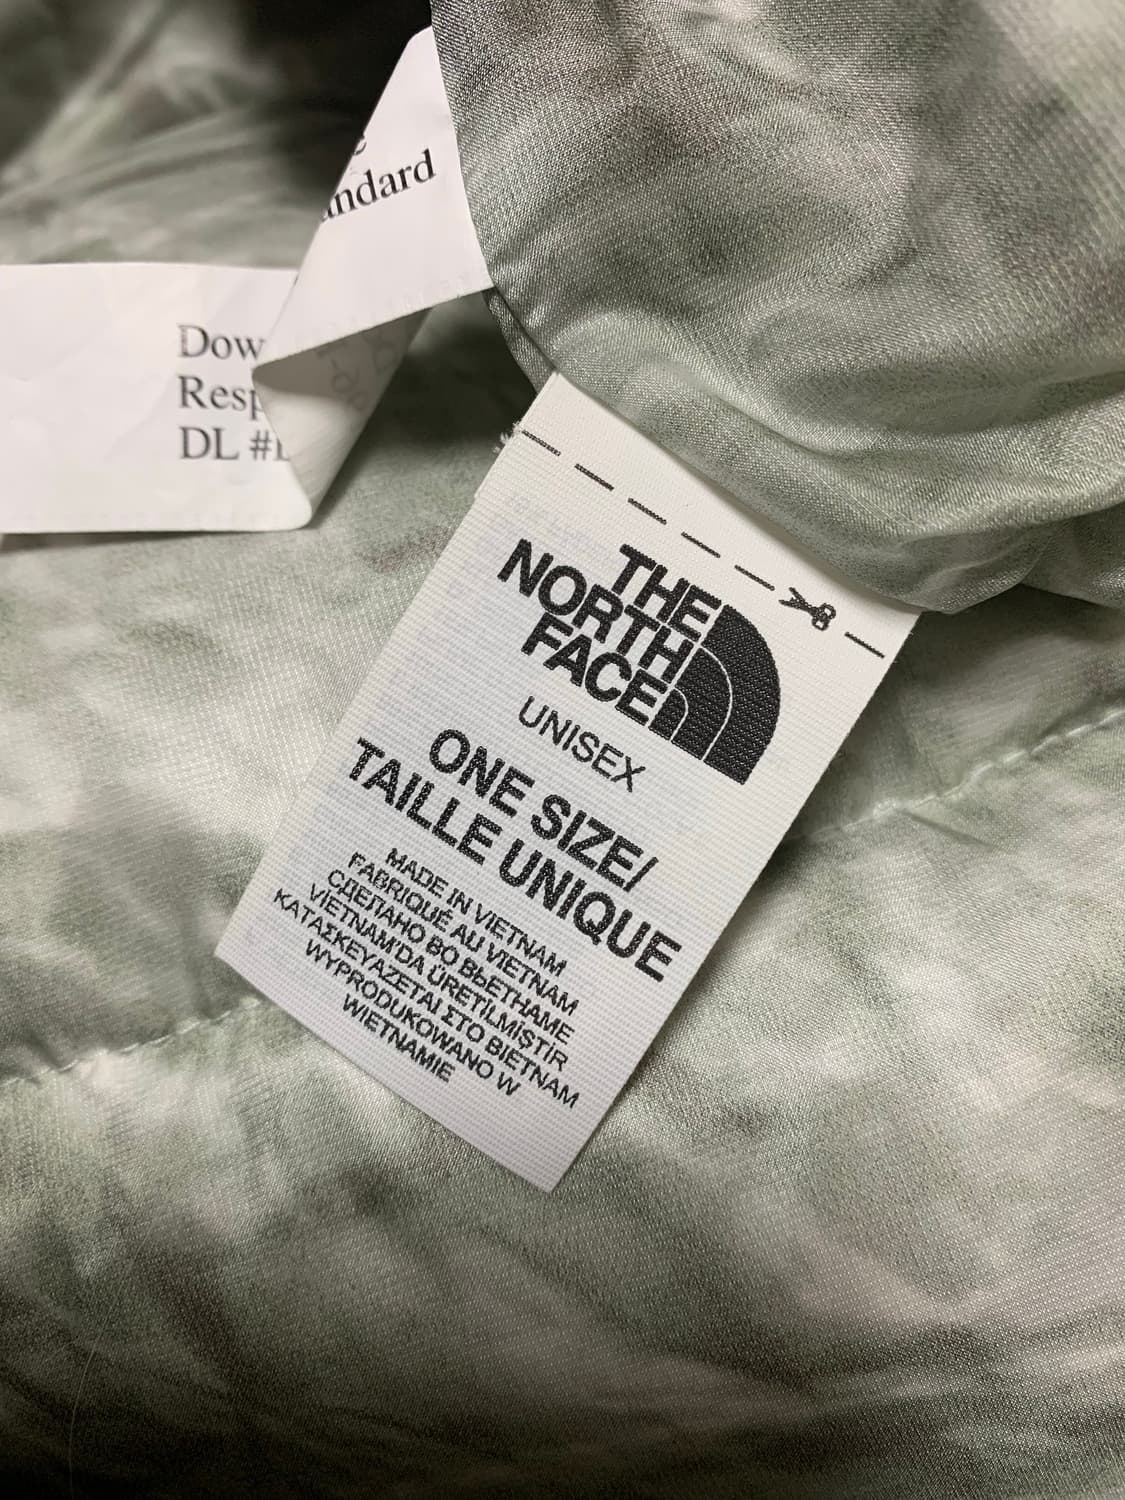 andard
Dow
Resp
DL #
THE
NORTH
FACE
UNISEX
ONE SIZE/
TAILLE UNIQUE
MADE IN VIETNAM
FABRIQUÉ AU VIETNAM
СДЕЛАНО ВО ВЬЕТНАМЕ
VİETNAM'DA ÜRETİLMİŞTİR
ΚΑΤΑΣΚΕΥΑΖΕΤΑΙ ΣΤΟ ΒΙΕΤΝΑΜ
WYPRODUKOWANO W
WIETNAMIE